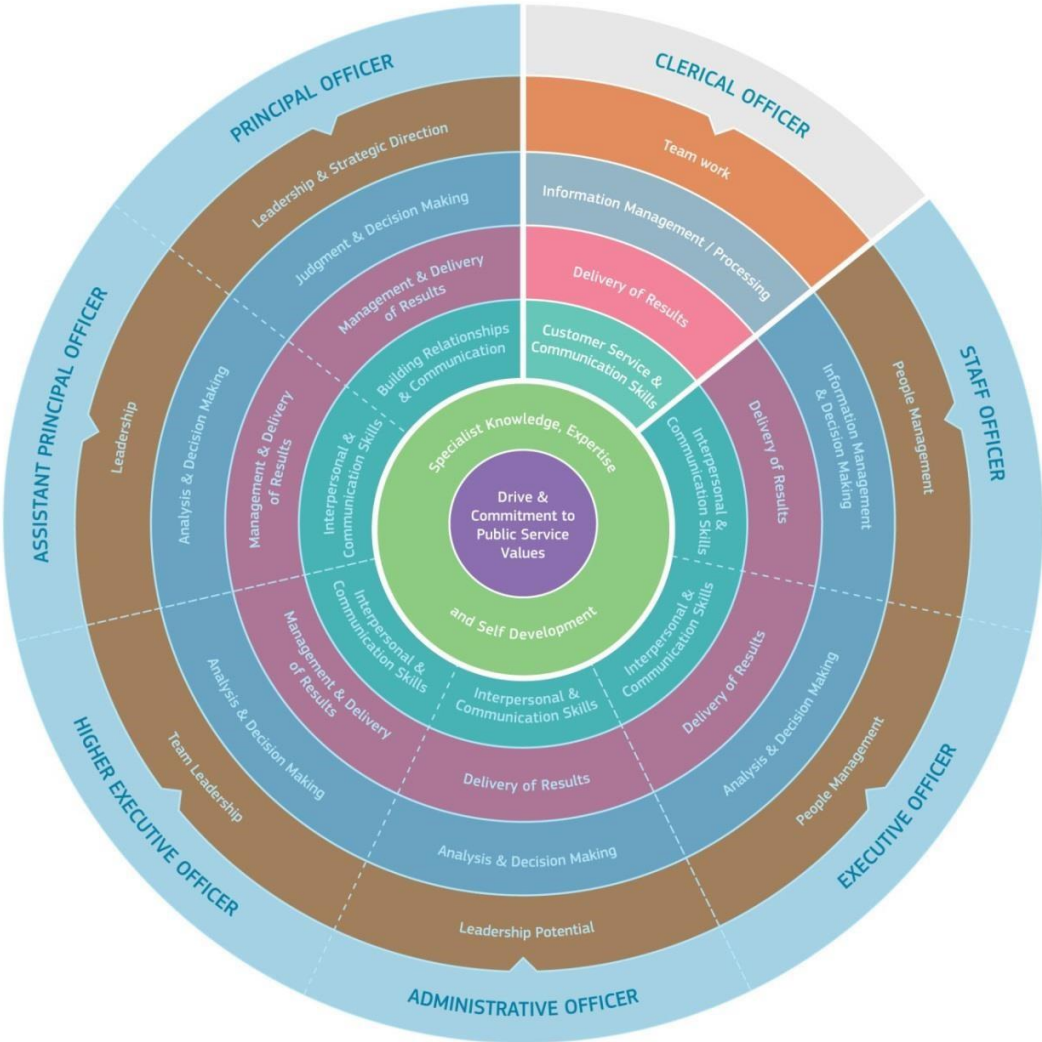 CLERICAL OFFICER
Team work
Information Management / Processing
Delivery of Results
Customer Service &
Communication Skills
STAFF OFFICER
People Management
Information Management
& Decision Making
Delivery of Results
Interpersonal &
Communication Skills
EXECUTIVE OFFICER
People Management
Analysis & Decision Making
Delivery of Results
Interpersonal &
Communication Skills
ADMINISTRATIVE OFFICER
Leadership Potential
Analysis & Decision Making
Delivery of Results
Interpersonal &
Communication Skills
HIGHER EXECUTIVE OFFICER
Team Leadership
Analysis & Decision Making
Management & Delivery
of Results
Interpersonal &
Communication Skills
ASSISTANT PRINCIPAL OFFICER
Leadership
Analysis & Decision Making
Management & Delivery
of Results
Interpersonal &
Communication Skills
PRINCIPAL OFFICER
Leadership & Strategic Direction
Judgment & Decision Making
Management & Delivery
of Results
Building Relationships
& Communication
Specialist Knowledge, Expertise
and Self Development
Drive &
Commitment to
Public Service
Values